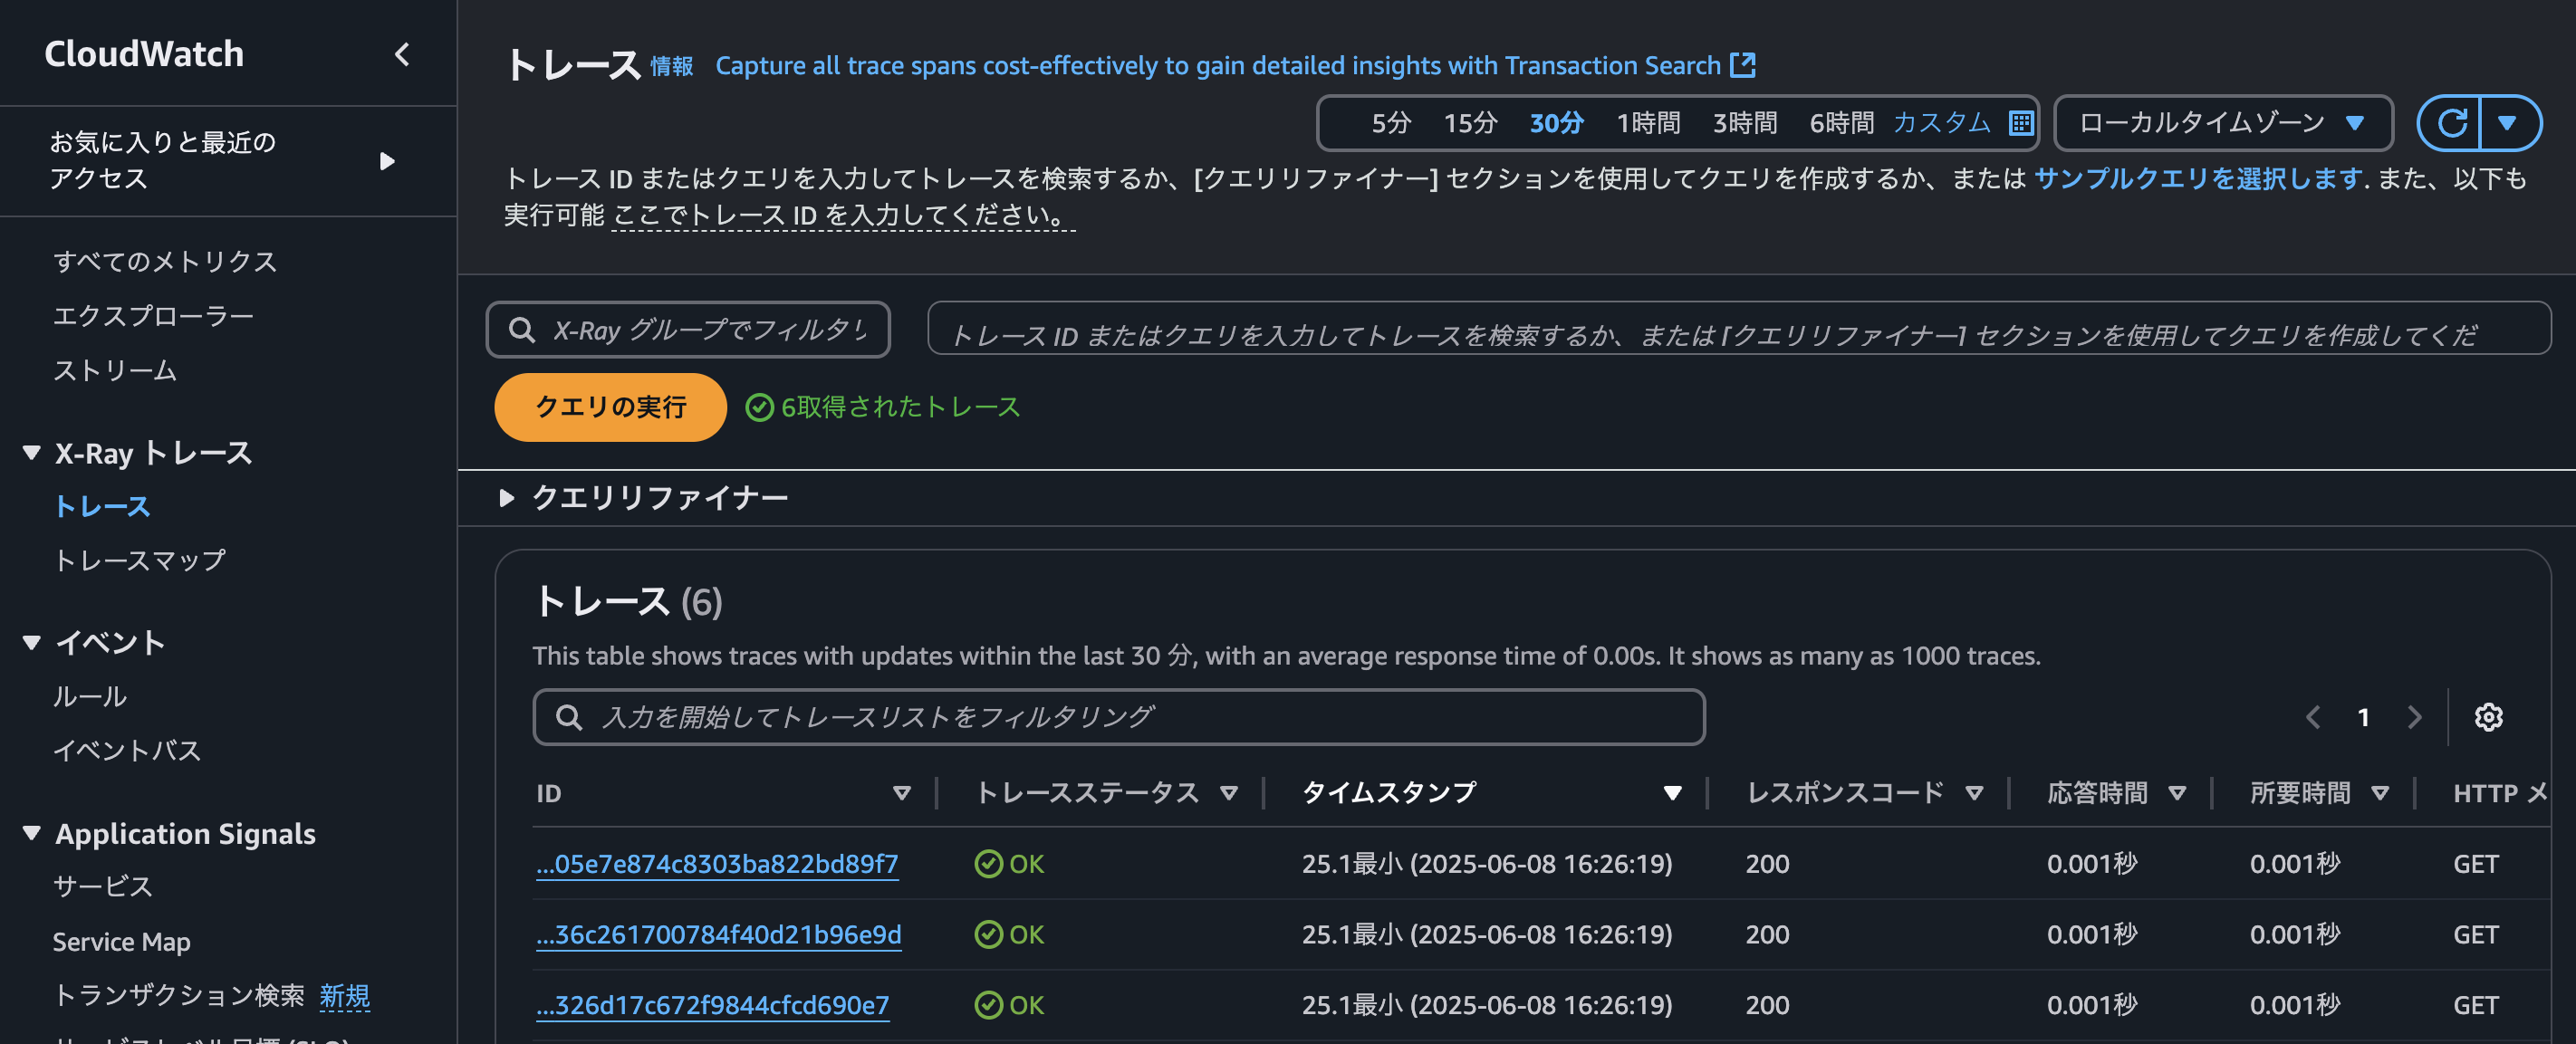 CloudWatch
お気に入りと最近の
アクセス
すべてのメトリクス
エクスプローラー
ストリーム
X-Ray トレース
トレース
トレースマップ
イベント
ルール
イベントバス
Application Signals
サービス
Service Map
トランザクション検索 新規
トレース 情報 Capture all trace spans cost-effectively to gain detailed insights with Transaction Search
5分 15分 30分 1時間 3時間 6時間 カスタム ローカルタイムゾーン
トレース ID またはクエリを入力してトレースを検索するか、[クエリリファイナー] セクションを使用してクエリを作成するか、または サンプルクエリを選択します. また、以下も
実行可能 ここでトレース ID を入力してください。
X-Ray グループでフィルタリ トレース ID またはクエリを入力してトレースを検索するか、または [クエリリファイナー] セクションを使用してクエリを作成してくだ
クエリの実行 6取得されたトレース
クエリリファイナー
トレース (6)
This table shows traces with updates within the last 30 分, with an average response time of 0.00s. It shows as many as 1000 traces.
入力を開始してトレースリストをフィルタリング 1
ID トレースステータス タイムスタンプ レスポンスコード 応答時間 所要時間 HTTP メ
...05e7e874c8303ba822bd89f7 OK 25.1最小 (2025-06-08 16:26:19) 200 0.001秒 0.001秒 GET
...36c261700784f40d21b96e9d OK 25.1最小 (2025-06-08 16:26:19) 200 0.001秒 0.001秒 GET
...326d17c672f9844cfcd690e7 OK 25.1最小 (2025-06-08 16:26:19) 200 0.001秒 0.001秒 GET